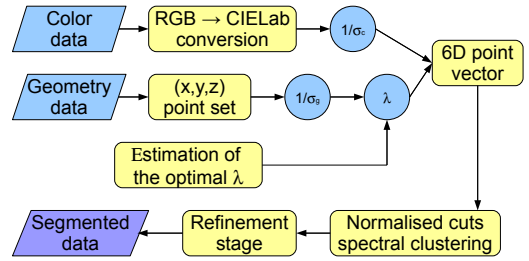 Color
data
RGB → CIELab
conversion
1/σc
6D point
vector
Geometry
data
(x,y,z)
point set
1/σg
λ
Estimation of
the optimal λ
Segmented
data
Refinement
stage
Normalised cuts
spectral clustering